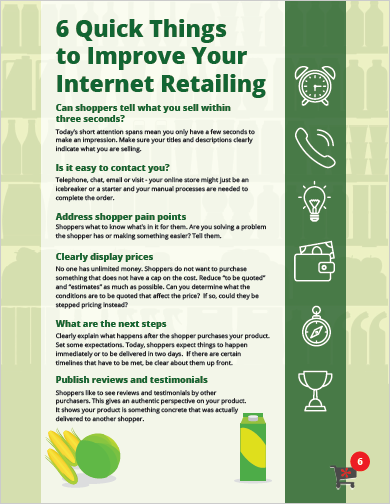 6 Quick Things
to Improve Your
Internet Retailing
Can shoppers tell what you sell within
three seconds?
Today's short attention spans mean you only have a few seconds to
make an impression. Make sure your titles and descriptions clearly
indicate what you are selling.
Is it easy to contact you?
Telephone, chat, email or visit - your online store might just be an
icebreaker or a starter and your manual processes are needed to
complete the order.
Address shopper pain points
Shoppers what to know what's in it for them. Are you solving a problem
the shopper has or making something easier? Tell them.
Clearly display prices
No one has unlimited money. Shoppers do not want to purchase
something that does not have a cap on the cost. Reduce "to be quoted"
and "estimates" as much as possible. Can you determine what the
conditions are to be quoted that affect the price? If so, could they be
stepped pricing instead?
What are the next steps
Clearly explain what happens after the shopper purchases your product.
Set some expectations. Today, shoppers expect things to happen
immediately or to be delivered in two days. If there are certain
timelines that have to be met, be clear about them up front.
Publish reviews and testimonials
Shoppers like to see reviews and testimonials by other
purchasers. This gives an authentic perspective on your product.
It shows your product is something concrete that was actually
delivered to another shopper.
6